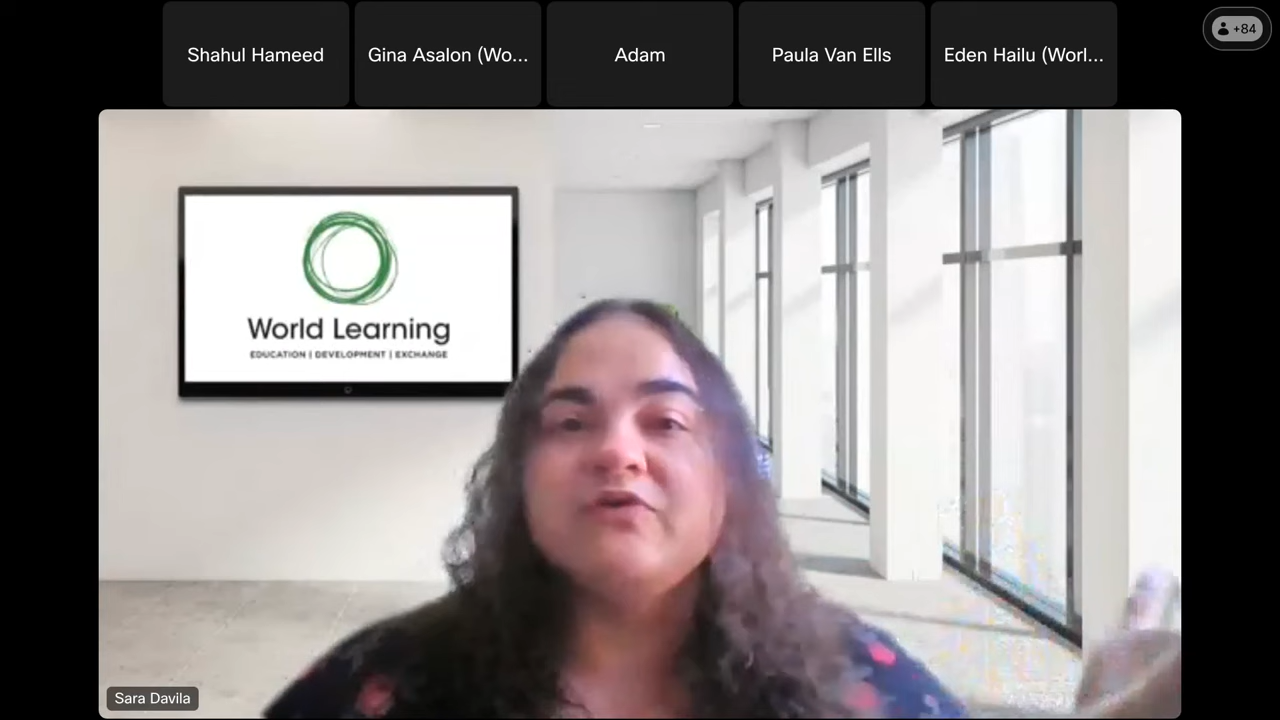 Shahul Hameed
Gina Asalon (Wo...
Adam
Paula Van Ells
Eden Hailu (Worl...
+84
World Learning
EDUCATION | DEVELOPMENT | EXCHANGE
Sara Davila